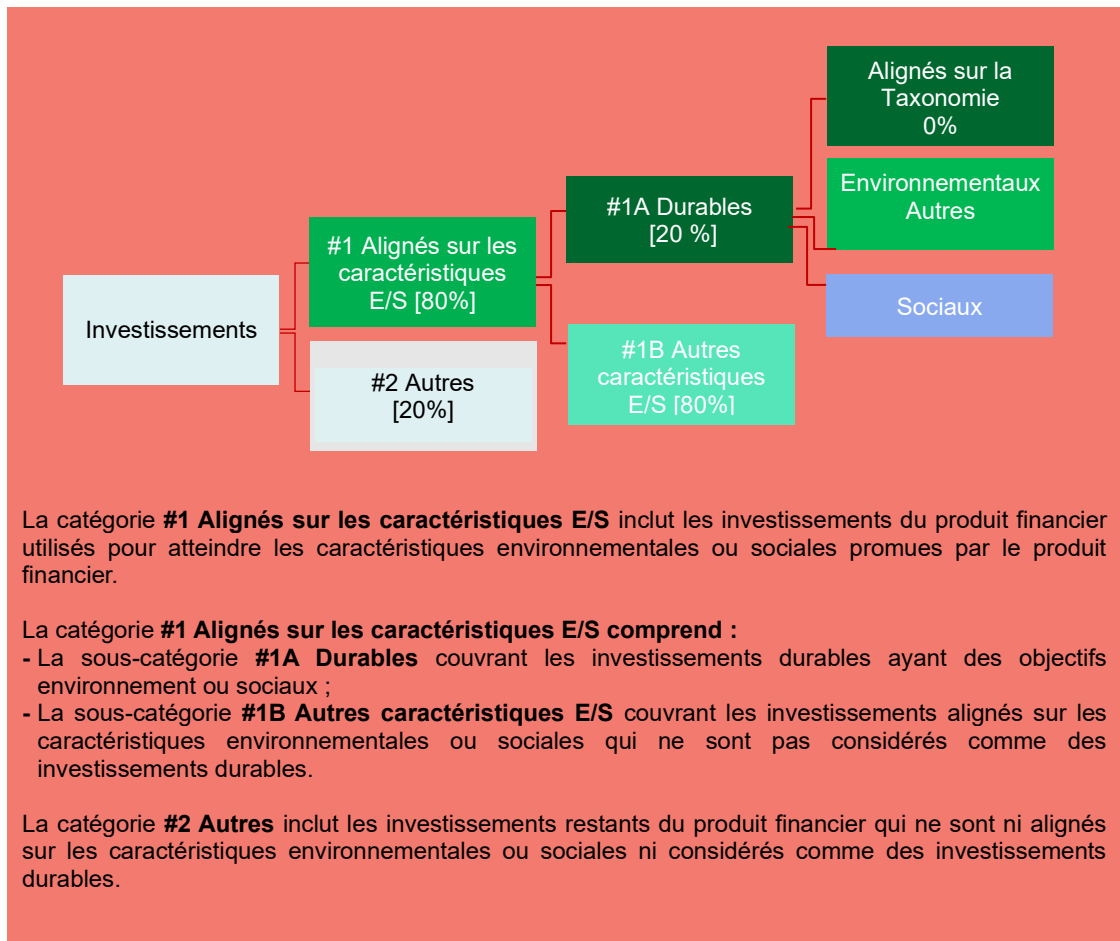 Alignés sur la
Taxonomie
0%
Environnementaux
Autres
#1A Durables
[20 %]
#1 Alignés sur les
caractéristiques
E/S [80%]
Sociaux
Investissements
#1B Autres
caractéristiques
E/S [80%]
#2 Autres
[20%]
La catégorie #1 Alignés sur les caractéristiques E/S inclut les investissements du produit financier
utilisés pour atteindre les caractéristiques environnementales ou sociales promues par le produit
financier.
La catégorie #1 Alignés sur les caractéristiques E/S comprend :
- La sous-catégorie #1A Durables couvrant les investissements durables ayant des objectifs
environnement ou sociaux ;
- La sous-catégorie #1B Autres caractéristiques E/S couvrant les investissements alignés sur les
caractéristiques environnementales ou sociales qui ne sont pas considérés comme des
investissements durables.
La catégorie #2 Autres inclut les investissements restants du produit financier qui ne sont ni alignés
sur les caractéristiques environnementales ou sociales ni considérés comme des investissements
durables.